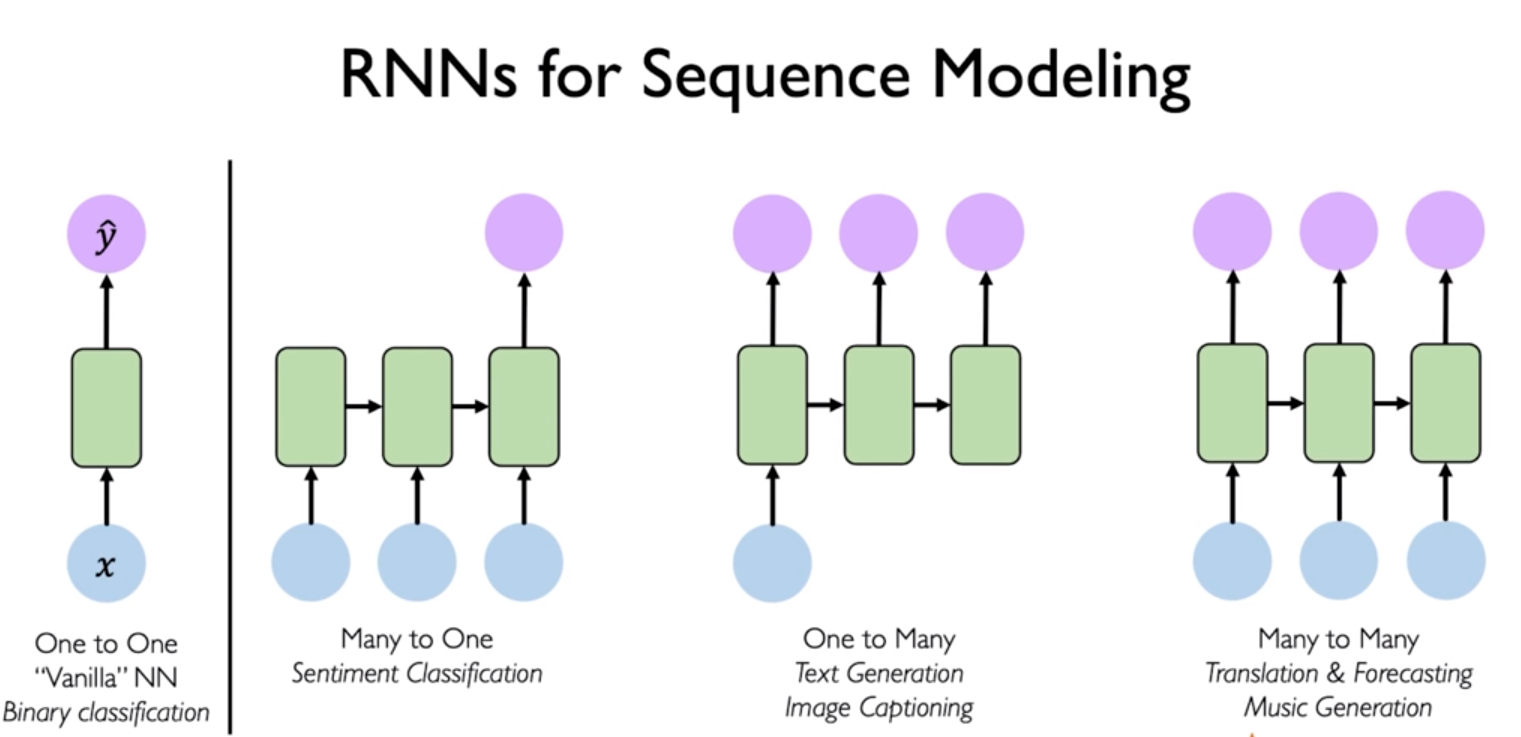 RNNs for Sequence Modeling
ŷ
x
One to One
“Vanilla” NN
Binary classification
Many to One
Sentiment Classification
One to Many
Text Generation
Image Captioning
Many to Many
Translation & Forecasting
Music Generation